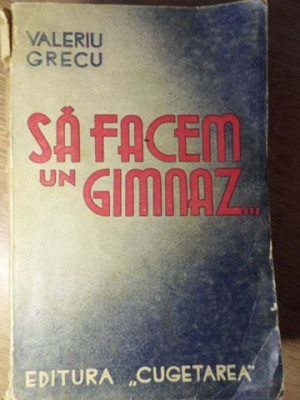 VALERIU
GRECU
SĂ FACEM
UN GIMNAZ...
EDITURA „CUGETAREA"